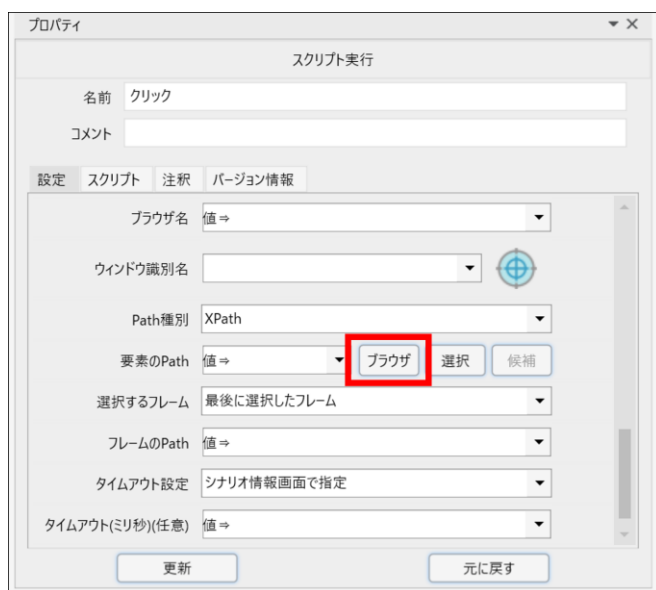 プロパティ
スクリプト実行
名前 クリック
コメント
設定 スクリプト 注釈 バージョン情報
ブラウザ名 値⇒
ウィンドウ識別名
Path種別 XPath
要素のPath 値⇒ ブラウザ 選択 候補
選択するフレーム 最後に選択したフレーム
フレームのPath 値⇒
タイムアウト設定 シナリオ情報画面で指定
タイムアウト(ミリ秒)(任意) 値⇒
更新 元に戻す